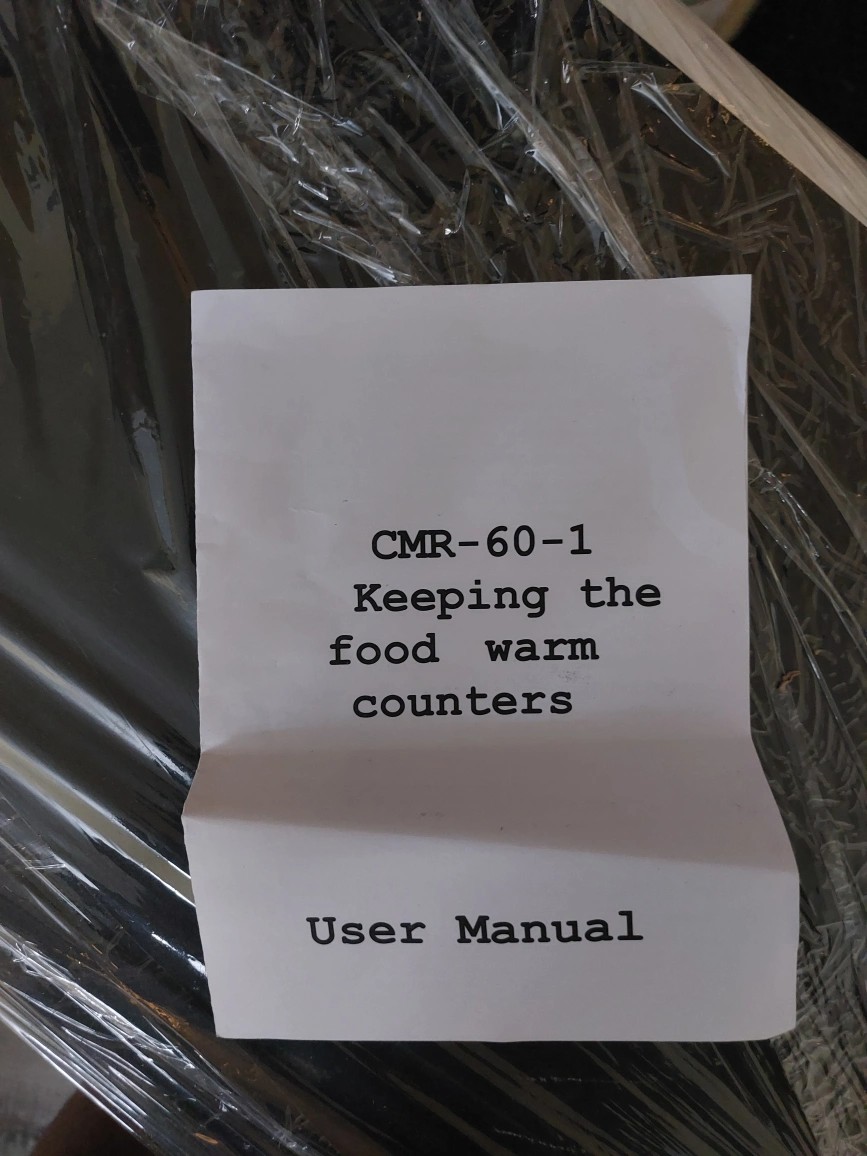 CMR-60-1
Keeping the
food warm
counters
User Manual